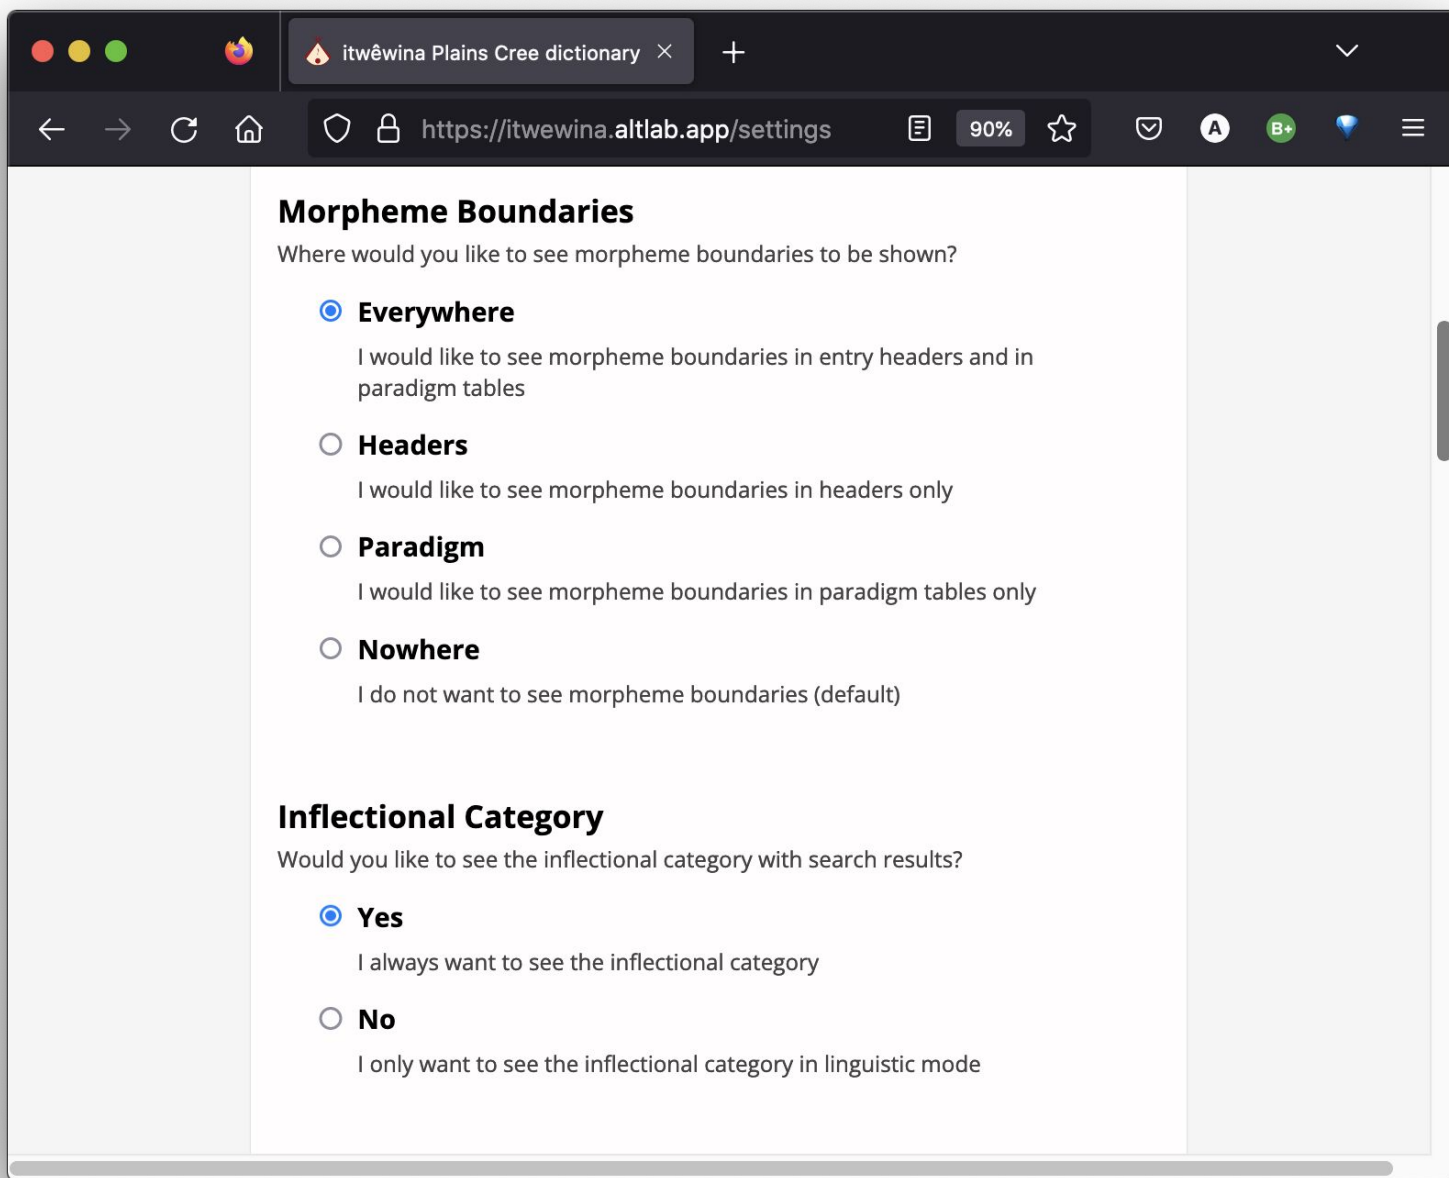 itwêwina Plains Cree dictionary
https://itwewina.altlab.app/settings
90%
A
B+
Morpheme Boundaries
Where would you like to see morpheme boundaries to be shown?
Everywhere
I would like to see morpheme boundaries in entry headers and in
paradigm tables
Headers
I would like to see morpheme boundaries in headers only
Paradigm
I would like to see morpheme boundaries in paradigm tables only
Nowhere
I do not want to see morpheme boundaries (default)
Inflectional Category
Would you like to see the inflectional category with search results?
Yes
I always want to see the inflectional category
No
I only want to see the inflectional category in linguistic mode